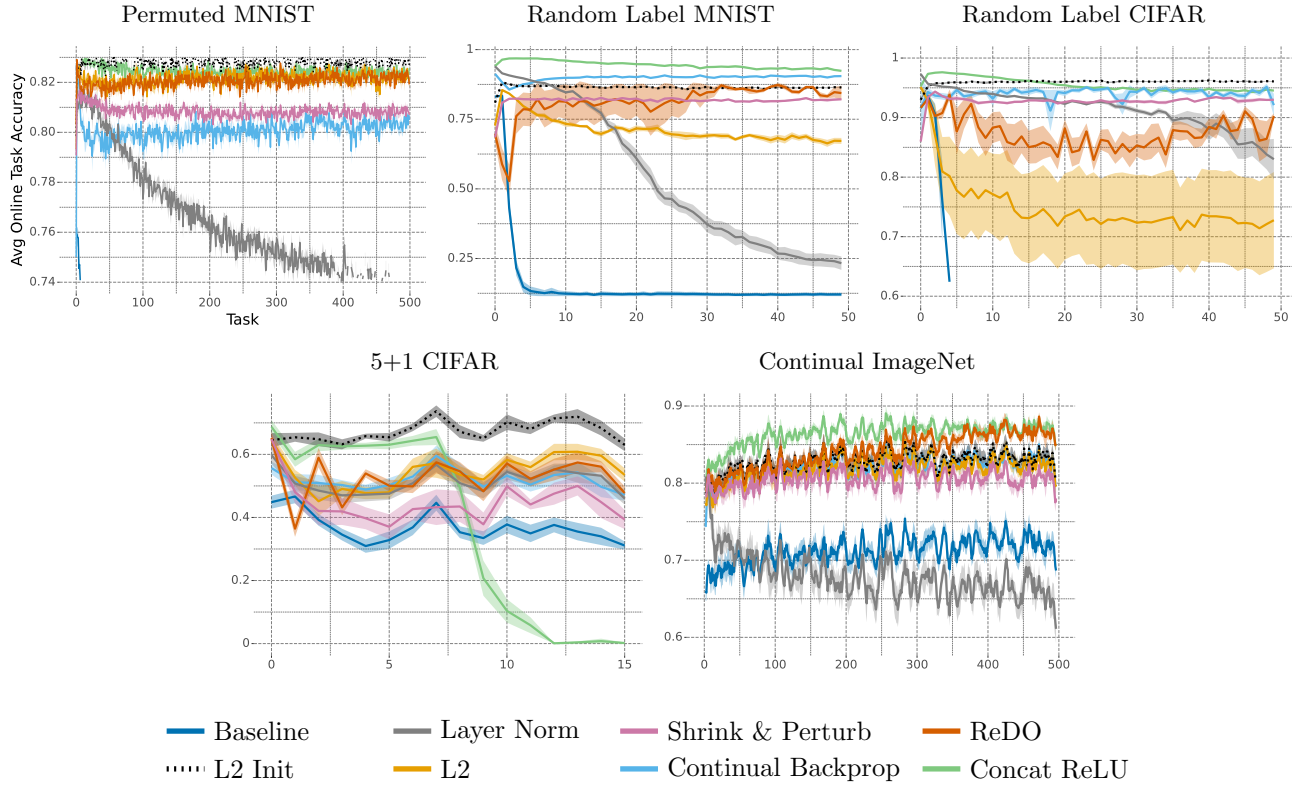 Permuted MNIST
Random Label MNIST
Random Label CIFAR
Avg Online Task Accuracy
0.82
0.80
0.78
0.76
0.74
0 100 200 300 400 500
Task
1
0.75
0.50
0.25
0 10 20 30 40 50
1
0.9
0.8
0.7
0.6
0 10 20 30 40 50
5+1 CIFAR
Continual ImageNet
0.6
0.4
0.2
0
0 5 10 15
0.9
0.8
0.7
0.6
0 100 200 300 400 500
Baseline Layer Norm Shrink & Perturb ReDO
L2 Init L2 Continual Backprop Concat ReLU